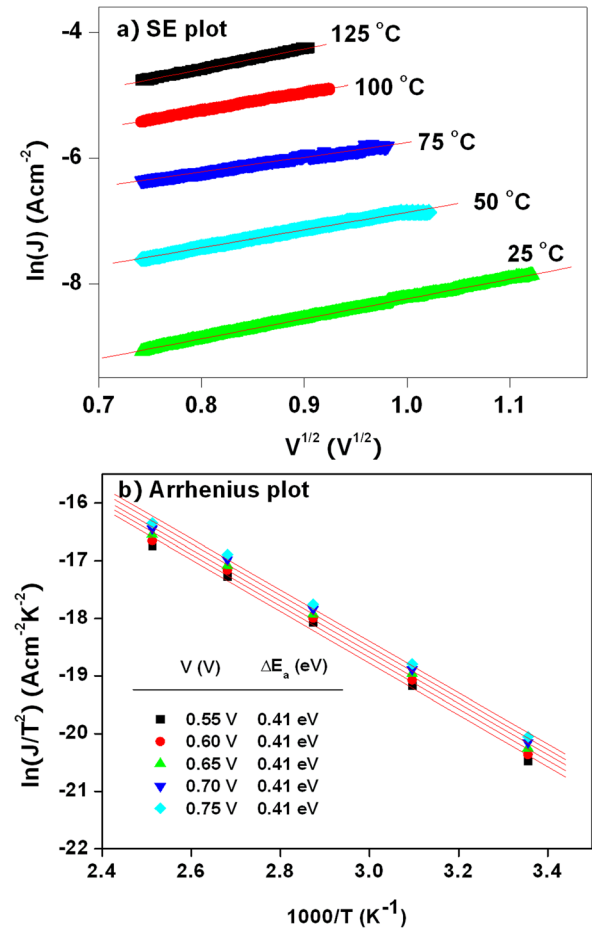 a) SE plot
125 °C
100 °C
75 °C
50 °C
25 °C
-4
-6
-8
ln(J) (Acm⁻²)
0.7 0.8 0.9 1.0 1.1
V^1/2 (V^1/2)
b) Arrhenius plot
-16
-17
-18
-19
-20
-21
-22
ln(J/T²) (Acm⁻²K⁻²)
V (V) ΔEₐ (eV)
0.55 V 0.41 eV
0.60 V 0.41 eV
0.65 V 0.41 eV
0.70 V 0.41 eV
0.75 V 0.41 eV
2.4 2.6 2.8 3.0 3.2 3.4
1000/T (K⁻¹)